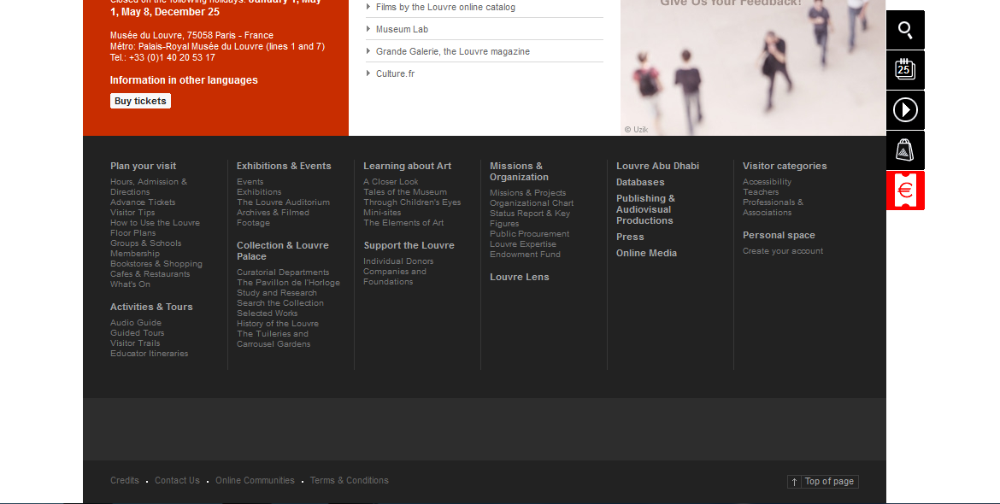 Closed on the following holidays: January 1, May
1, May 8, December 25
Musée du Louvre, 75058 Paris - France
Métro: Palais-Royal Musée du Louvre (lines 1 and 7)
Tel.: +33 (0)1 40 20 53 17
Information in other languages
Buy tickets
Films by the Louvre online catalog
Museum Lab
Grande Galerie, the Louvre magazine
Culture.fr
Give Us Your Feedback!
© Uzik
25
€
Plan your visit
Hours, Admission &
Directions
Advance Tickets
Visitor Tips
How to Use the Louvre
Floor Plans
Groups & Schools
Membership
Bookstores & Shopping
Cafes & Restaurants
What's On
Activities & Tours
Audio Guide
Guided Tours
Visitor Trails
Educator Itineraries
Exhibitions & Events
Events
Exhibitions
The Louvre Auditorium
Archives & Filmed
Footage
Collection & Louvre
Palace
Curatorial Departments
The Pavillon de l'Horloge
Study and Research
Search the Collection
Selected Works
History of the Louvre
The Tuileries and
Carrousel Gardens
Learning about Art
A Closer Look
Tales of the Museum
Through Children's Eyes
Mini-sites
The Elements of Art
Support the Louvre
Individual Donors
Companies and
Foundations
Missions &
Organization
Missions & Projects
Organizational Chart
Status Report & Key
Figures
Public Procurement
Louvre Expertise
Endowment Fund
Louvre Lens
Louvre Abu Dhabi
Databases
Publishing &
Audiovisual
Productions
Press
Online Media
Visitor categories
Accessibility
Teachers
Professionals &
Associations
Personal space
Create your account
Credits • Contact Us • Online Communities • Terms & Conditions
↑ Top of page